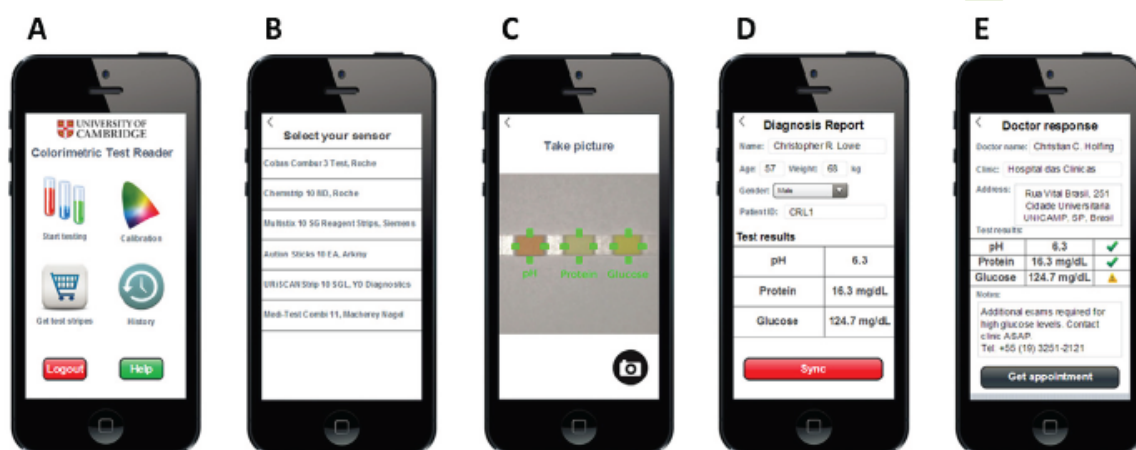 A
B
C
D
E
UNIVERSITY OF
CAMBRIDGE
Colorimetric Test Reader
Start testing
Calibration
Get test stripes
History
Logout
Help
Select your sensor
Cobas Combur 3 Test, Roche
Chemstrip 10 MD, Roche
Multistix 10 SG Reagent Strips, Siemens
Aution Sticks 10 EA, Arkray
URiSCAN Strip 10 SGL, YD Diagnostics
Medi-Test Combi 11, Macherey Nagel
Take picture
pH
Protein
Glucose
Diagnosis Report
Name: Christopher R. Lowe
Age: 57 Weight: 68 kg
Gender: Male
Patient ID: CRL1
Test results
pH 6.3
Protein 16.3 mg/dL
Glucose 124.7 mg/dL
Sync
Doctor response
Doctor name: Christian C. Holfing
Clinic: Hospital das Clinicas
Address: Rua Vital Brasil, 251
Cidade Universitaria
UNICAMP, SP, Brasil
Test results:
pH 6.3
Protein 16.3 mg/dL
Glucose 124.7 mg/dL
Notes:
Additional exams required for
high glucose levels. Contact
clinic ASAP.
Tel: +55 (19) 3251-2121
Get appointment